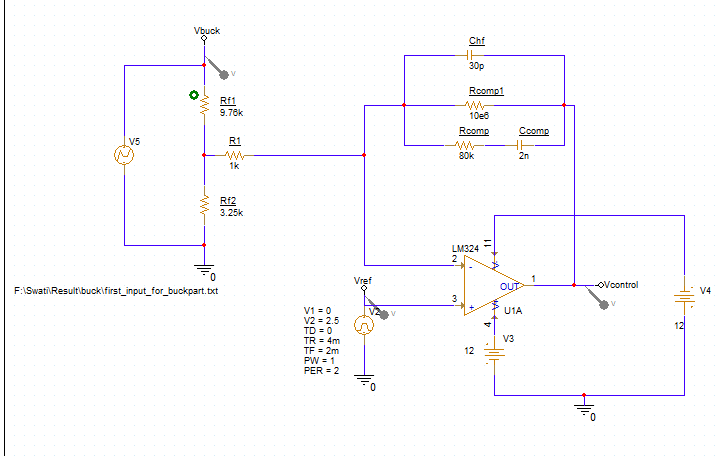 Vbuck
V
Chf
30p
Rf1
9.76k
Rcomp1
10e6
V5
R1
1k
Rcomp
80k
Ccomp
2n
Rf2
3.25k
0
F:\Swati\Result\buck\first_input_for_buckpart.txt
LM324
11
2
-
V-
OUT
1
Vcontrol
V
V4
12
Vref
3
+
V+
U1A
4
V2
V
V1 = 0
V2 = 2.5
TD = 0
TR = 4m
TF = 2m
PW = 1
PER = 2
V3
12
0
0